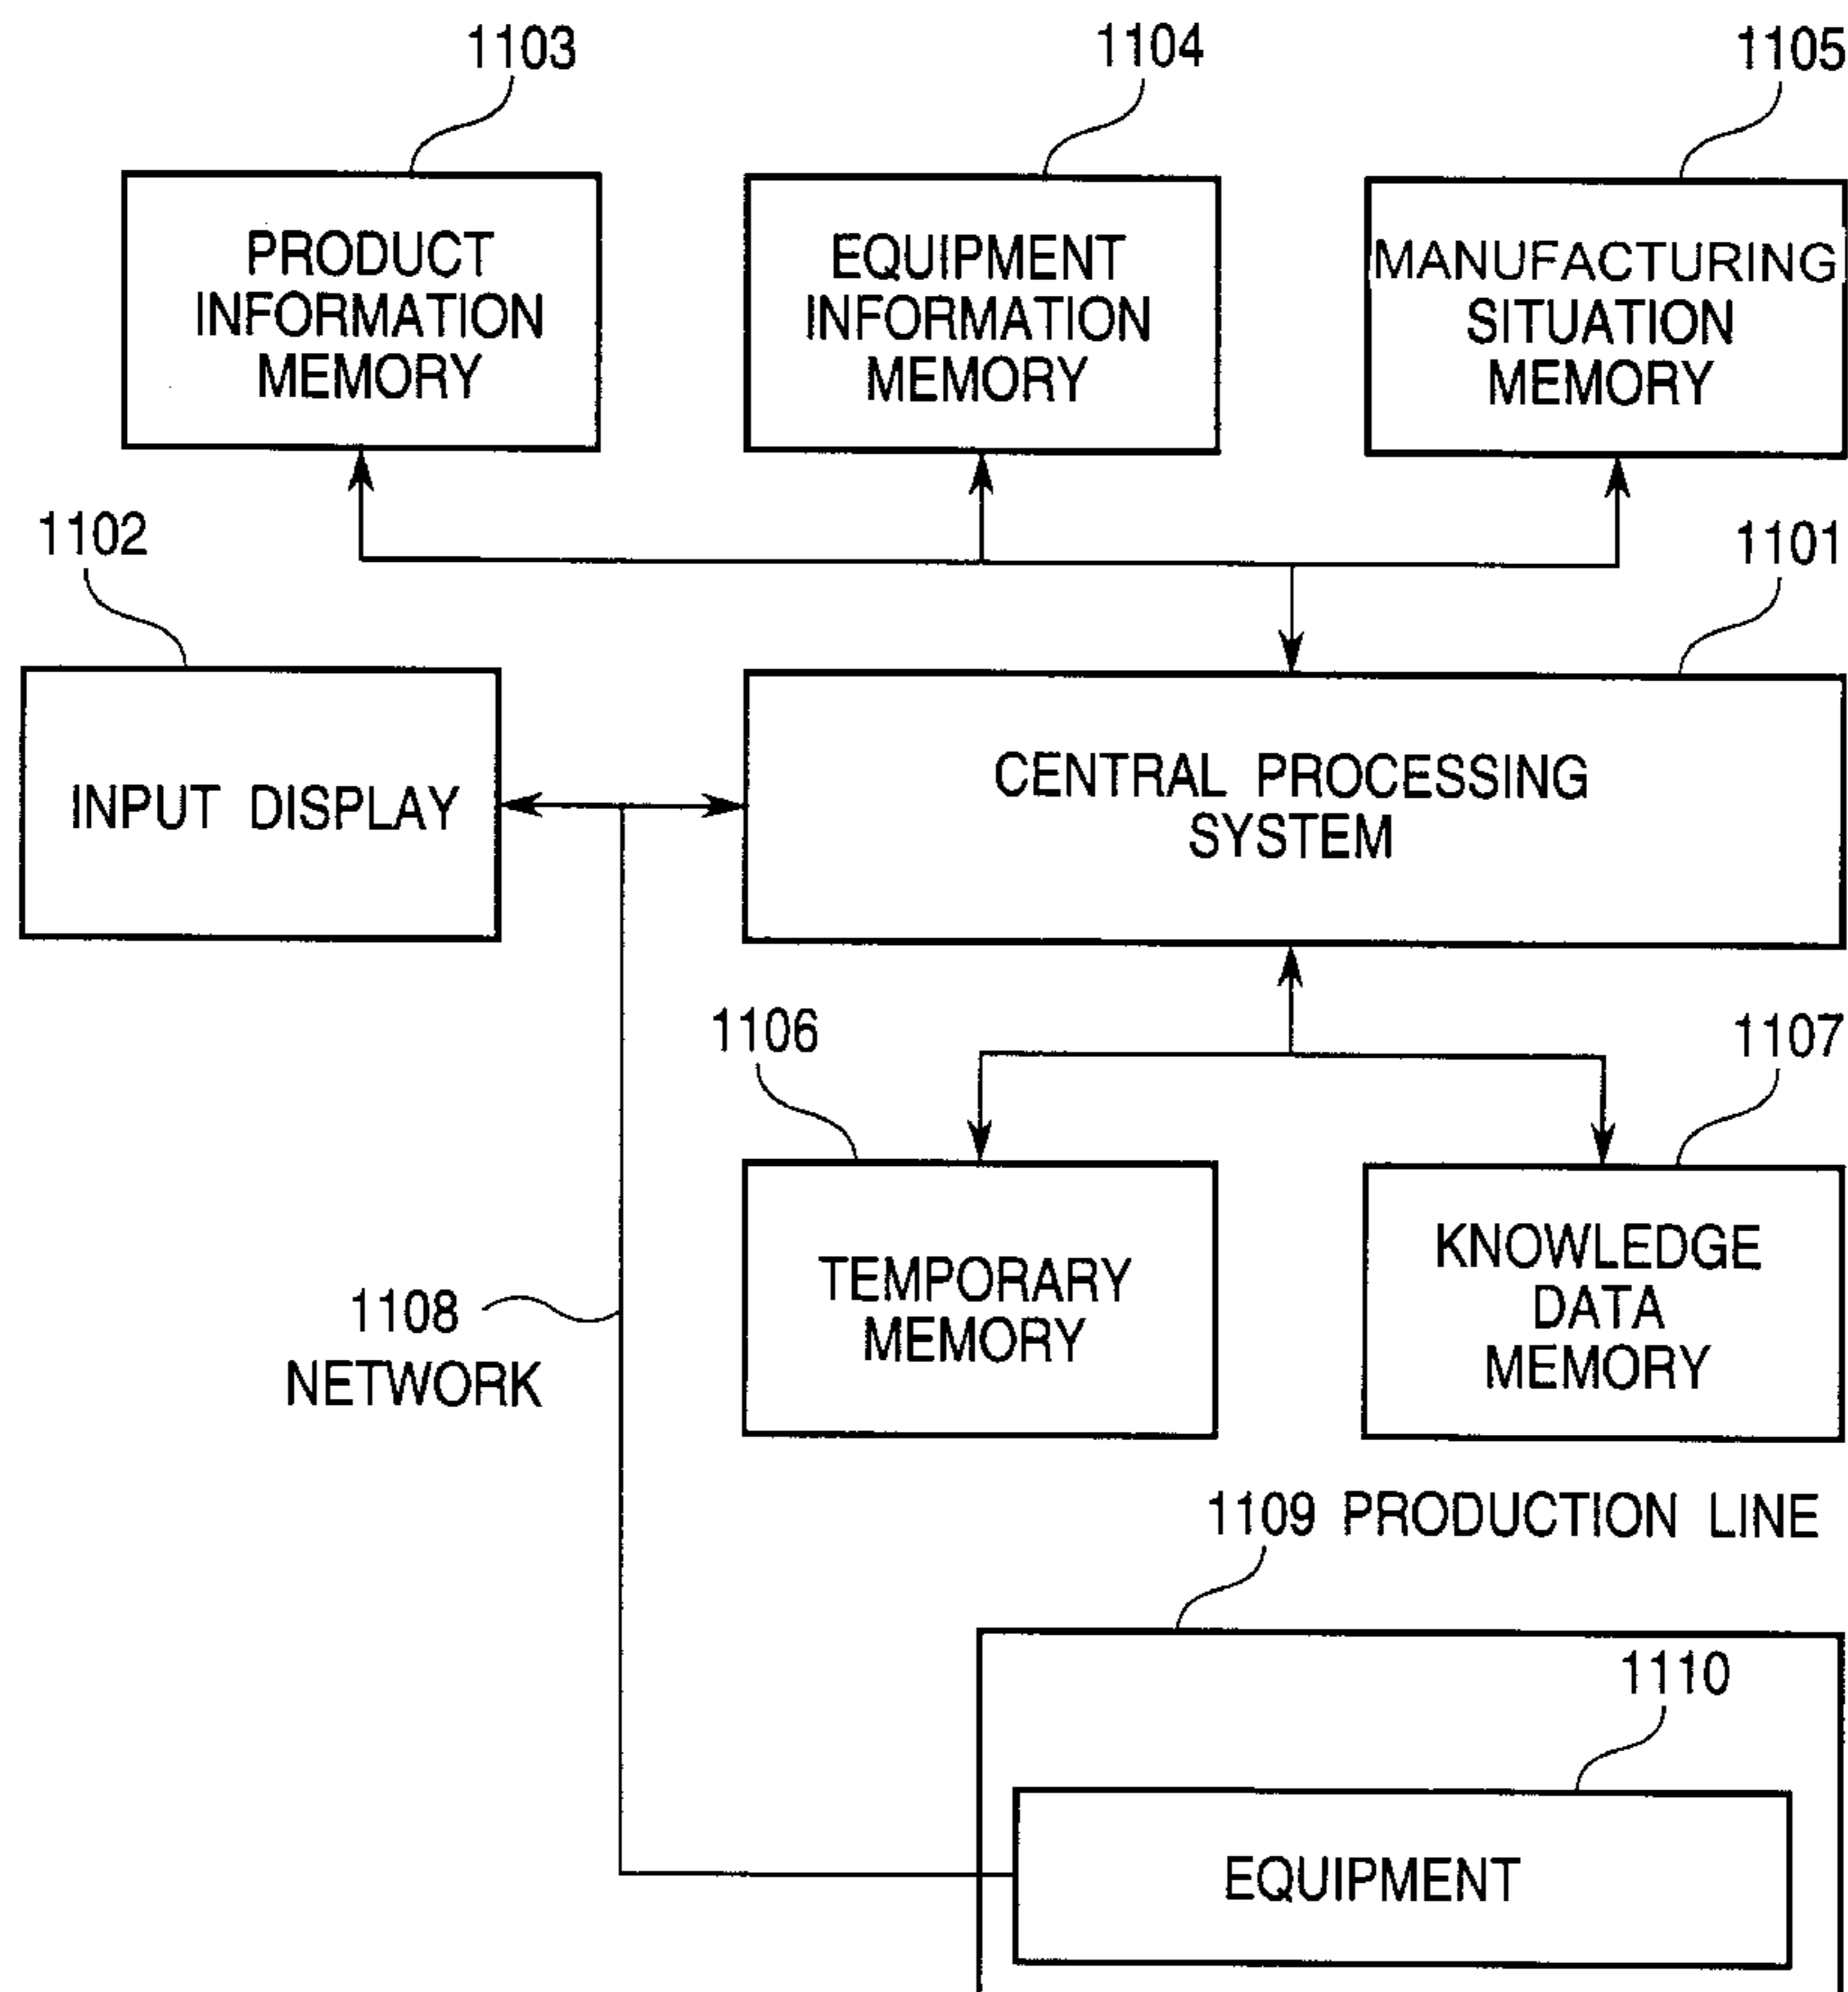 1103
1104
1105
PRODUCT
INFORMATION
MEMORY
EQUIPMENT
INFORMATION
MEMORY
MANUFACTURING
SITUATION
MEMORY
1102
1101
INPUT DISPLAY
CENTRAL PROCESSING
SYSTEM
1106
1107
TEMPORARY
MEMORY
KNOWLEDGE
DATA
MEMORY
1108
NETWORK
1109 PRODUCTION LINE
1110
EQUIPMENT